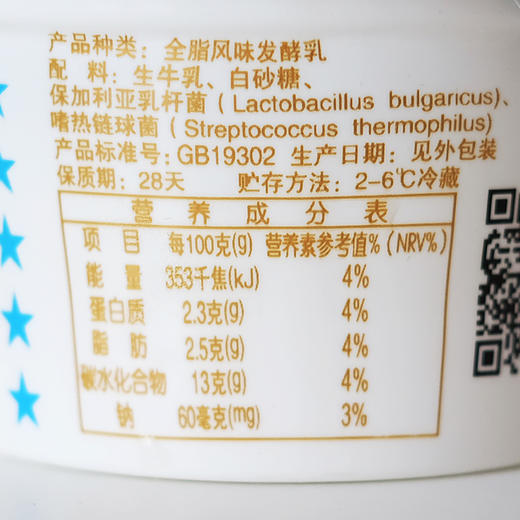 产品种类：全脂风味发酵乳
配 料：生牛乳、白砂糖、
保加利亚乳杆菌（Lactobacillus bulgaricus)、
嗜热链球菌（Streptococcus thermophilus)
产品标准号：GB19302 生产日期：见外包装
保质期：28天 贮存方法：2-6℃冷藏
营 养 成 分 表
项 目 每100克(g) 营养素参考值%（NRV%)
能 量 353千焦(kJ) 4%
蛋白质 2.3克(g) 4%
脂 肪 2.5克(g) 4%
碳水化合物 13克(g) 4%
钠 60毫克(mg) 3%